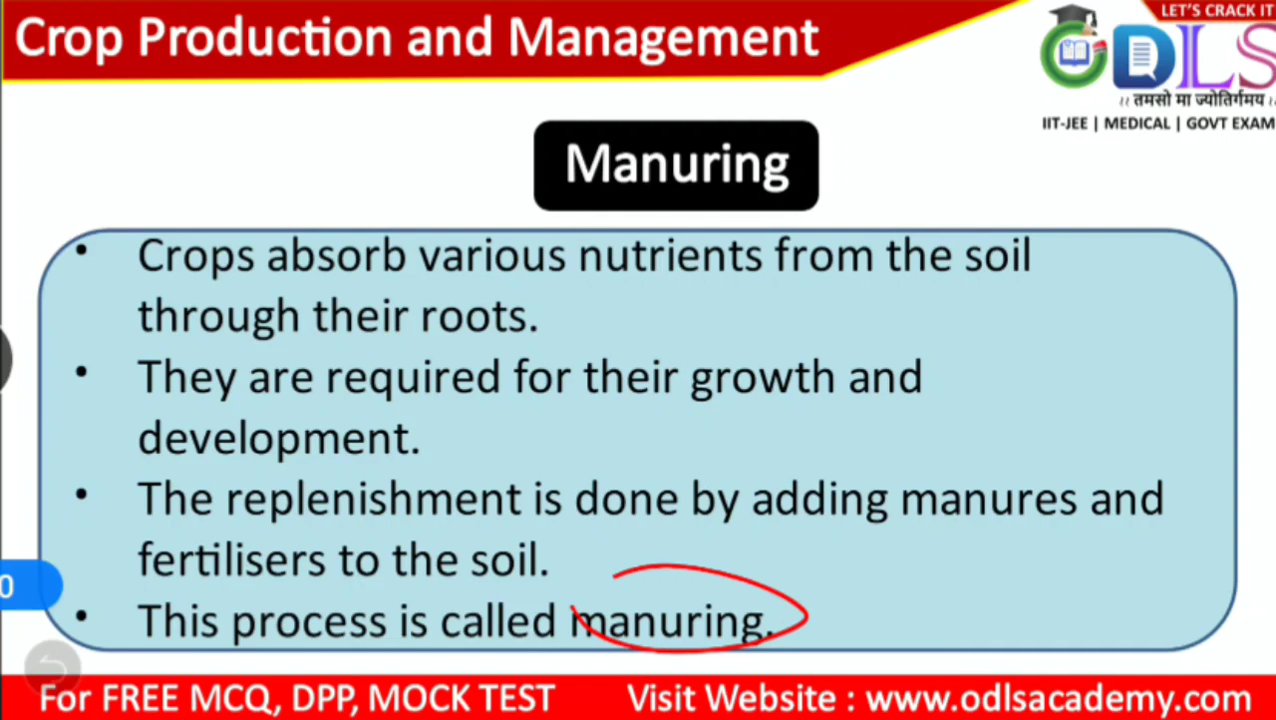 Crop Production and Management
LET'S CRACK IT
DLS
।। तमसो मा ज्योतिर्गमय ।।
IIT-JEE | MEDICAL | GOVT EXAM
Manuring
• Crops absorb various nutrients from the soil
through their roots.
• They are required for their growth and
development.
• The replenishment is done by adding manures and
fertilisers to the soil.
0
• This process is called manuring.
For FREE MCQ, DPP, MOCK TEST Visit Website : www.odlsacademy.com